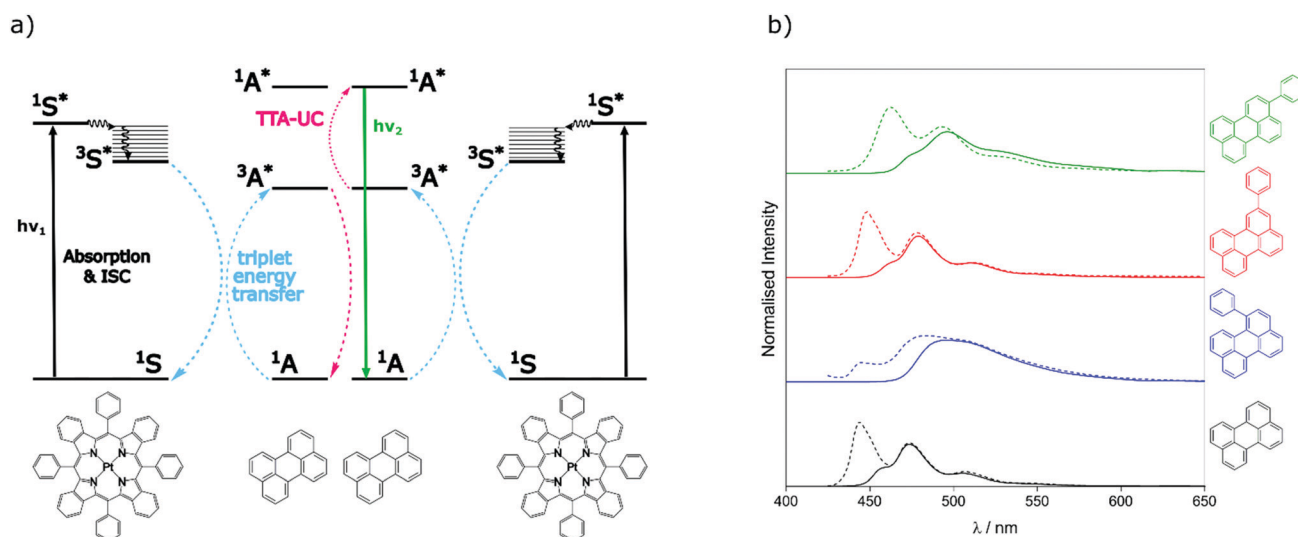 a)
b)
¹A* ¹A*
¹S* ¹S*
TTA-UC
hν₂
³S* ³S*
³A* ³A*
hν₁
Absorption
& ISC
triplet
energy
transfer
¹S ¹A ¹A ¹S
N N
Pt
N N
N N
Pt
N N
Normalised Intensity
400 450 500 550 600 650
λ / nm